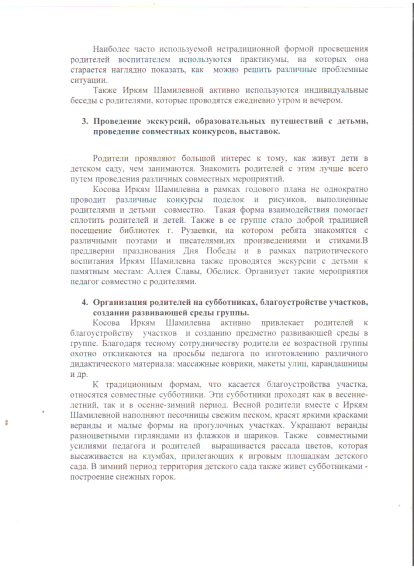 Наиболее часто используемой нетрадиционной формой просвещения
родителей воспитателем используются практикумы, на которых она
старается наглядно показать, как можно решить различные проблемные
ситуации.
Также Иркям Шамилевной активно используются индивидуальные
беседы с родителями, которые проводятся ежедневно утром и вечером.
3. Проведение экскурсий, образовательных путешествий с детьми,
проведение совместных конкурсов, выставок.
Родители проявляют большой интерес к тому, как живут дети в
детском саду, чем занимаются. Знакомить родителей с этим лучше всего
путем проведения различных совместных мероприятий.
Косова Иркям Шамилевна в рамках годового плана не однократно
проводит различные конкурсы поделок и рисунков, выполненные
родителями и детьми совместно. Такая форма взаимодействия помогает
сплотить родителей и детей. Также в ее группе стало доброй традицией
посещение библиотек г. Рузаевки, на котором ребята знакомятся с
различными поэтами и писателями,их произведениями и стихами.В
преддверии празднования Дня Победы и в рамках патриотического
воспитания Иркям Шамилевна также проводятся экскурсии с детьми к
памятным местам: Аллея Славы, Обелиск. Организует такие мероприятия
педагог совместно с родителями.
4. Организация родителей на субботниках, благоустройстве участков,
создании развивающей среды группы.
Косова Иркям Шамилевна активно привлекает родителей к
благоустройству участков и созданию предметно развивающей среды в
группе. Благодаря тесному сотрудничеству родители ее возрастной группы
охотно откликаются на просьбы педагога по изготовлению различного
дидактического материала: массажные коврики, макеты улиц, карандашницы
и др.
К традиционным формам, что касается благоустройства участка,
относятся совместные субботники. Эти субботники проходят как в весенне-
летний, так и в осенне-зимний период. Весной родители вместе с Иркям
Шамилевной наполняют песочницы свежим песком, красят яркими красками
веранды и малые формы на прогулочных участках. Украшают веранды
разноцветными гирляндами из флажков и шариков. Также совместными
усилиями педагога и родителей выращивается рассада цветов, которая
высаживается на клумбах, прилегающих к игровым площадкам детского
сада. В зимний период территория детского сада также живет субботниками -
построение снежных горок.